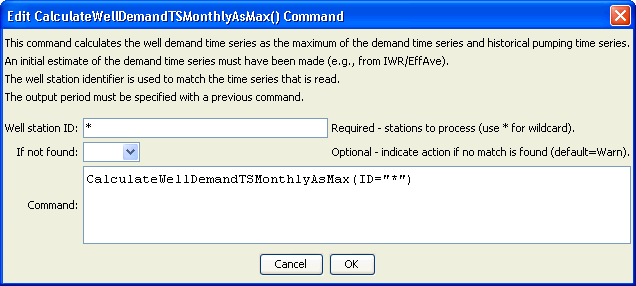 Edit CalculateWellDemandTSMonthlyAsMax() Command
This command calculates the well demand time series as the maximum of the demand time series and historical pumping time series.
An initial estimate of the demand time series must have been made (e.g., from IWR/EffAve).
The well station identifier is used to match the time series that is read.
The output period must be specified with a previous command.
Well station ID: * Required - stations to process (use * for wildcard).
If not found: Optional - indicate action if no match is found (default=Warn).
CalculateWellDemandTSMonthlyAsMax(ID="*")
Command:
Cancel OK